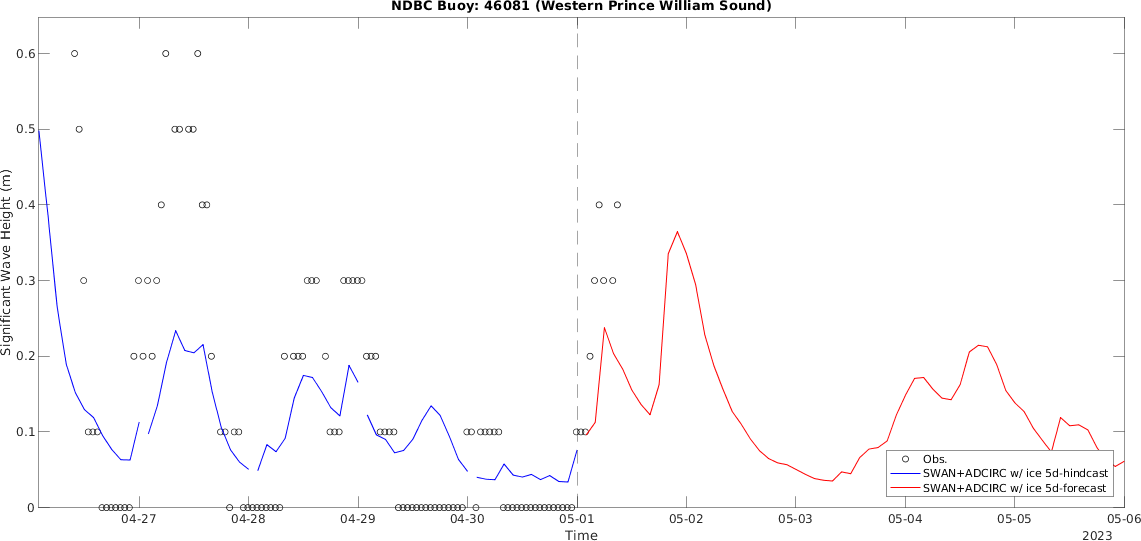 NDBC Buoy: 46081 (Western Prince William Sound)
Significant Wave Height (m)
0.6
0.5
0.4
0.3
0.2
0.1
0
Obs.
SWAN+ADCIRC w/ ice 5d-hindcast
SWAN+ADCIRC w/ ice 5d-forecast
04-27 04-28 04-29 04-30 05-01 05-02 05-03 05-04 05-05 05-06
Time
2023